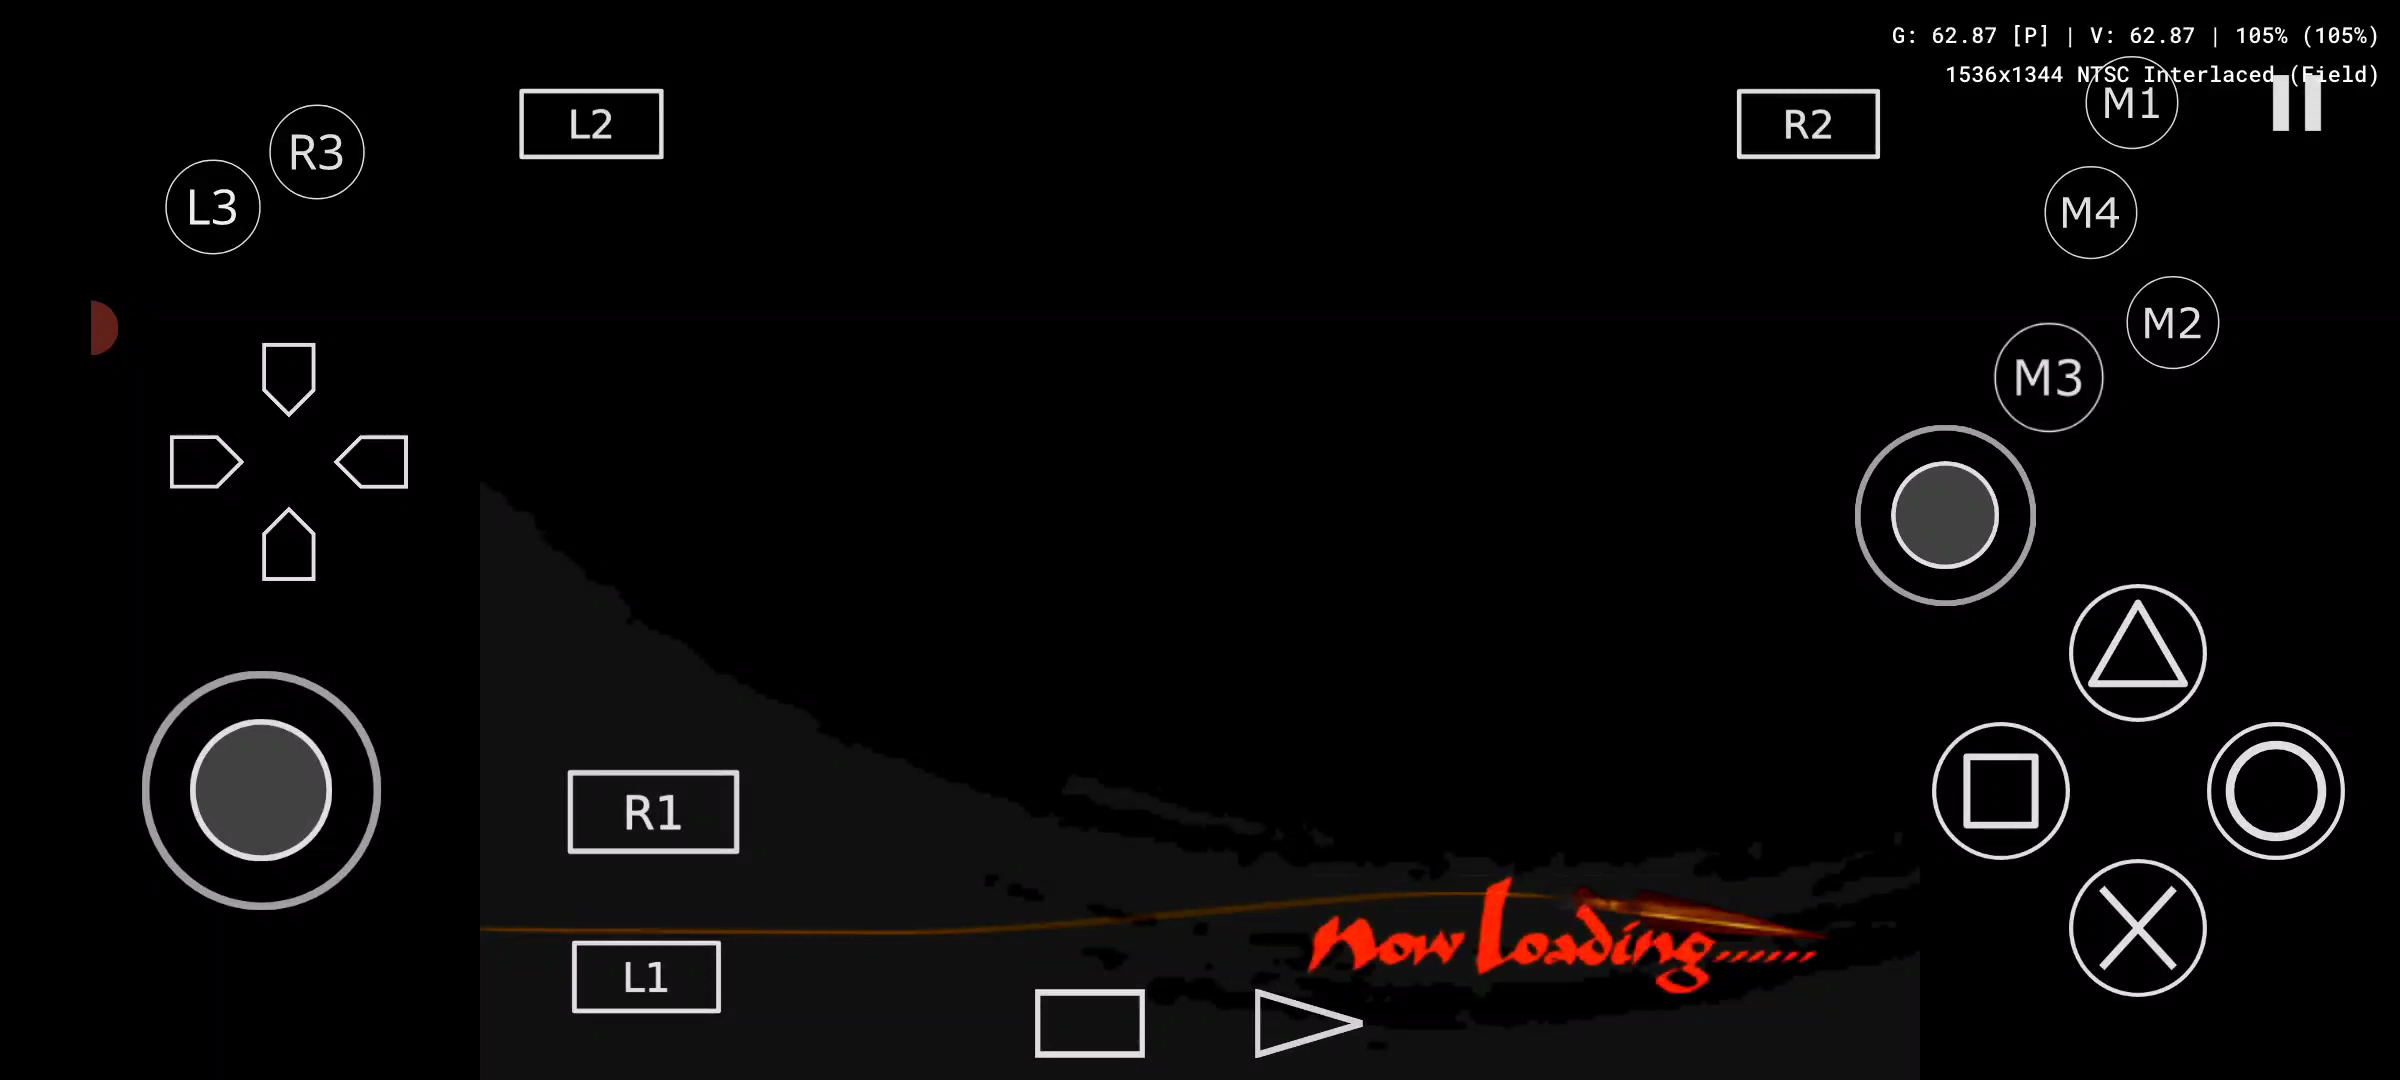 G: 62.87 [P] | V: 62.87 | 105% (105%)
1536x1344 NTSC Interlaced (Field)
L2
R2
M1
R3
L3
M4
M2
M3
R1
Now Loading.......
L1